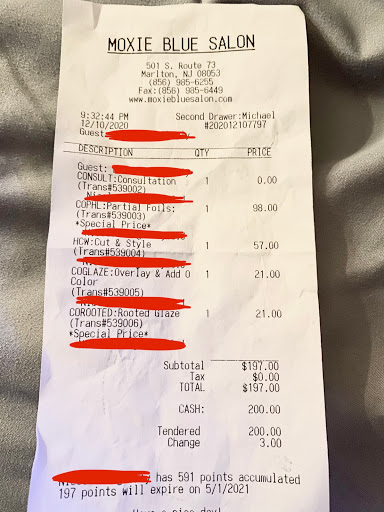 MOXIE BLUE SALON
501 S. Route 73
Marlton, NJ 08053
(856) 985-6255
Fax:(856) 985-6449
www.moxiebluesalon.com
9:32:44 PM Second Drawer:Michael
12/10/2020 #202012107797
Guest
DESCRIPTION QTY PRICE
Guest:
CONSULT:Consultation 1 0.00
(Trans#539002)
COPHL:Partial Foils: 1 98.00
(Trans#539003)
*Special Price*
HCW:Cut & Style 1 57.00
(Trans#539004)
COGLAZE:Overlay & Add O 1 21.00
Color
(Trans#539005)
COROOTED:Rooted Glaze 1 21.00
(Trans#539006)
*Special Price*
Subtotal $197.00
Tax $0.00
TOTAL $197.00
CASH: 200.00
Tendered 200.00
Change 3.00
has 591 points accumulated
197 points will expire on 5/1/2021
Have a nice day!